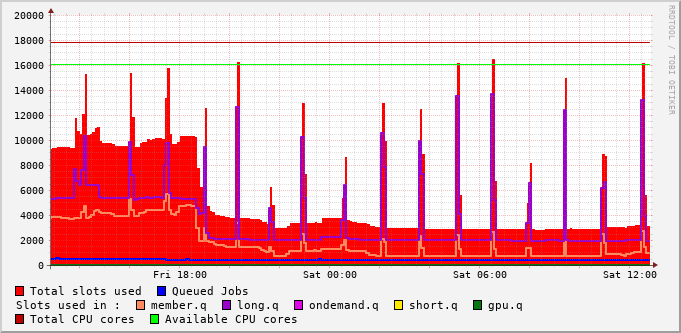 20000
18000
16000
14000
12000
10000
8000
6000
4000
2000
0
Fri 18:00 Sat 00:00 Sat 06:00 Sat 12:00
RRDTOOL / TOBI OETIKER
Total slots used Queued Jobs
Slots used in : member.q long.q ondemand.q short.q gpu.q
Total CPU cores Available CPU cores